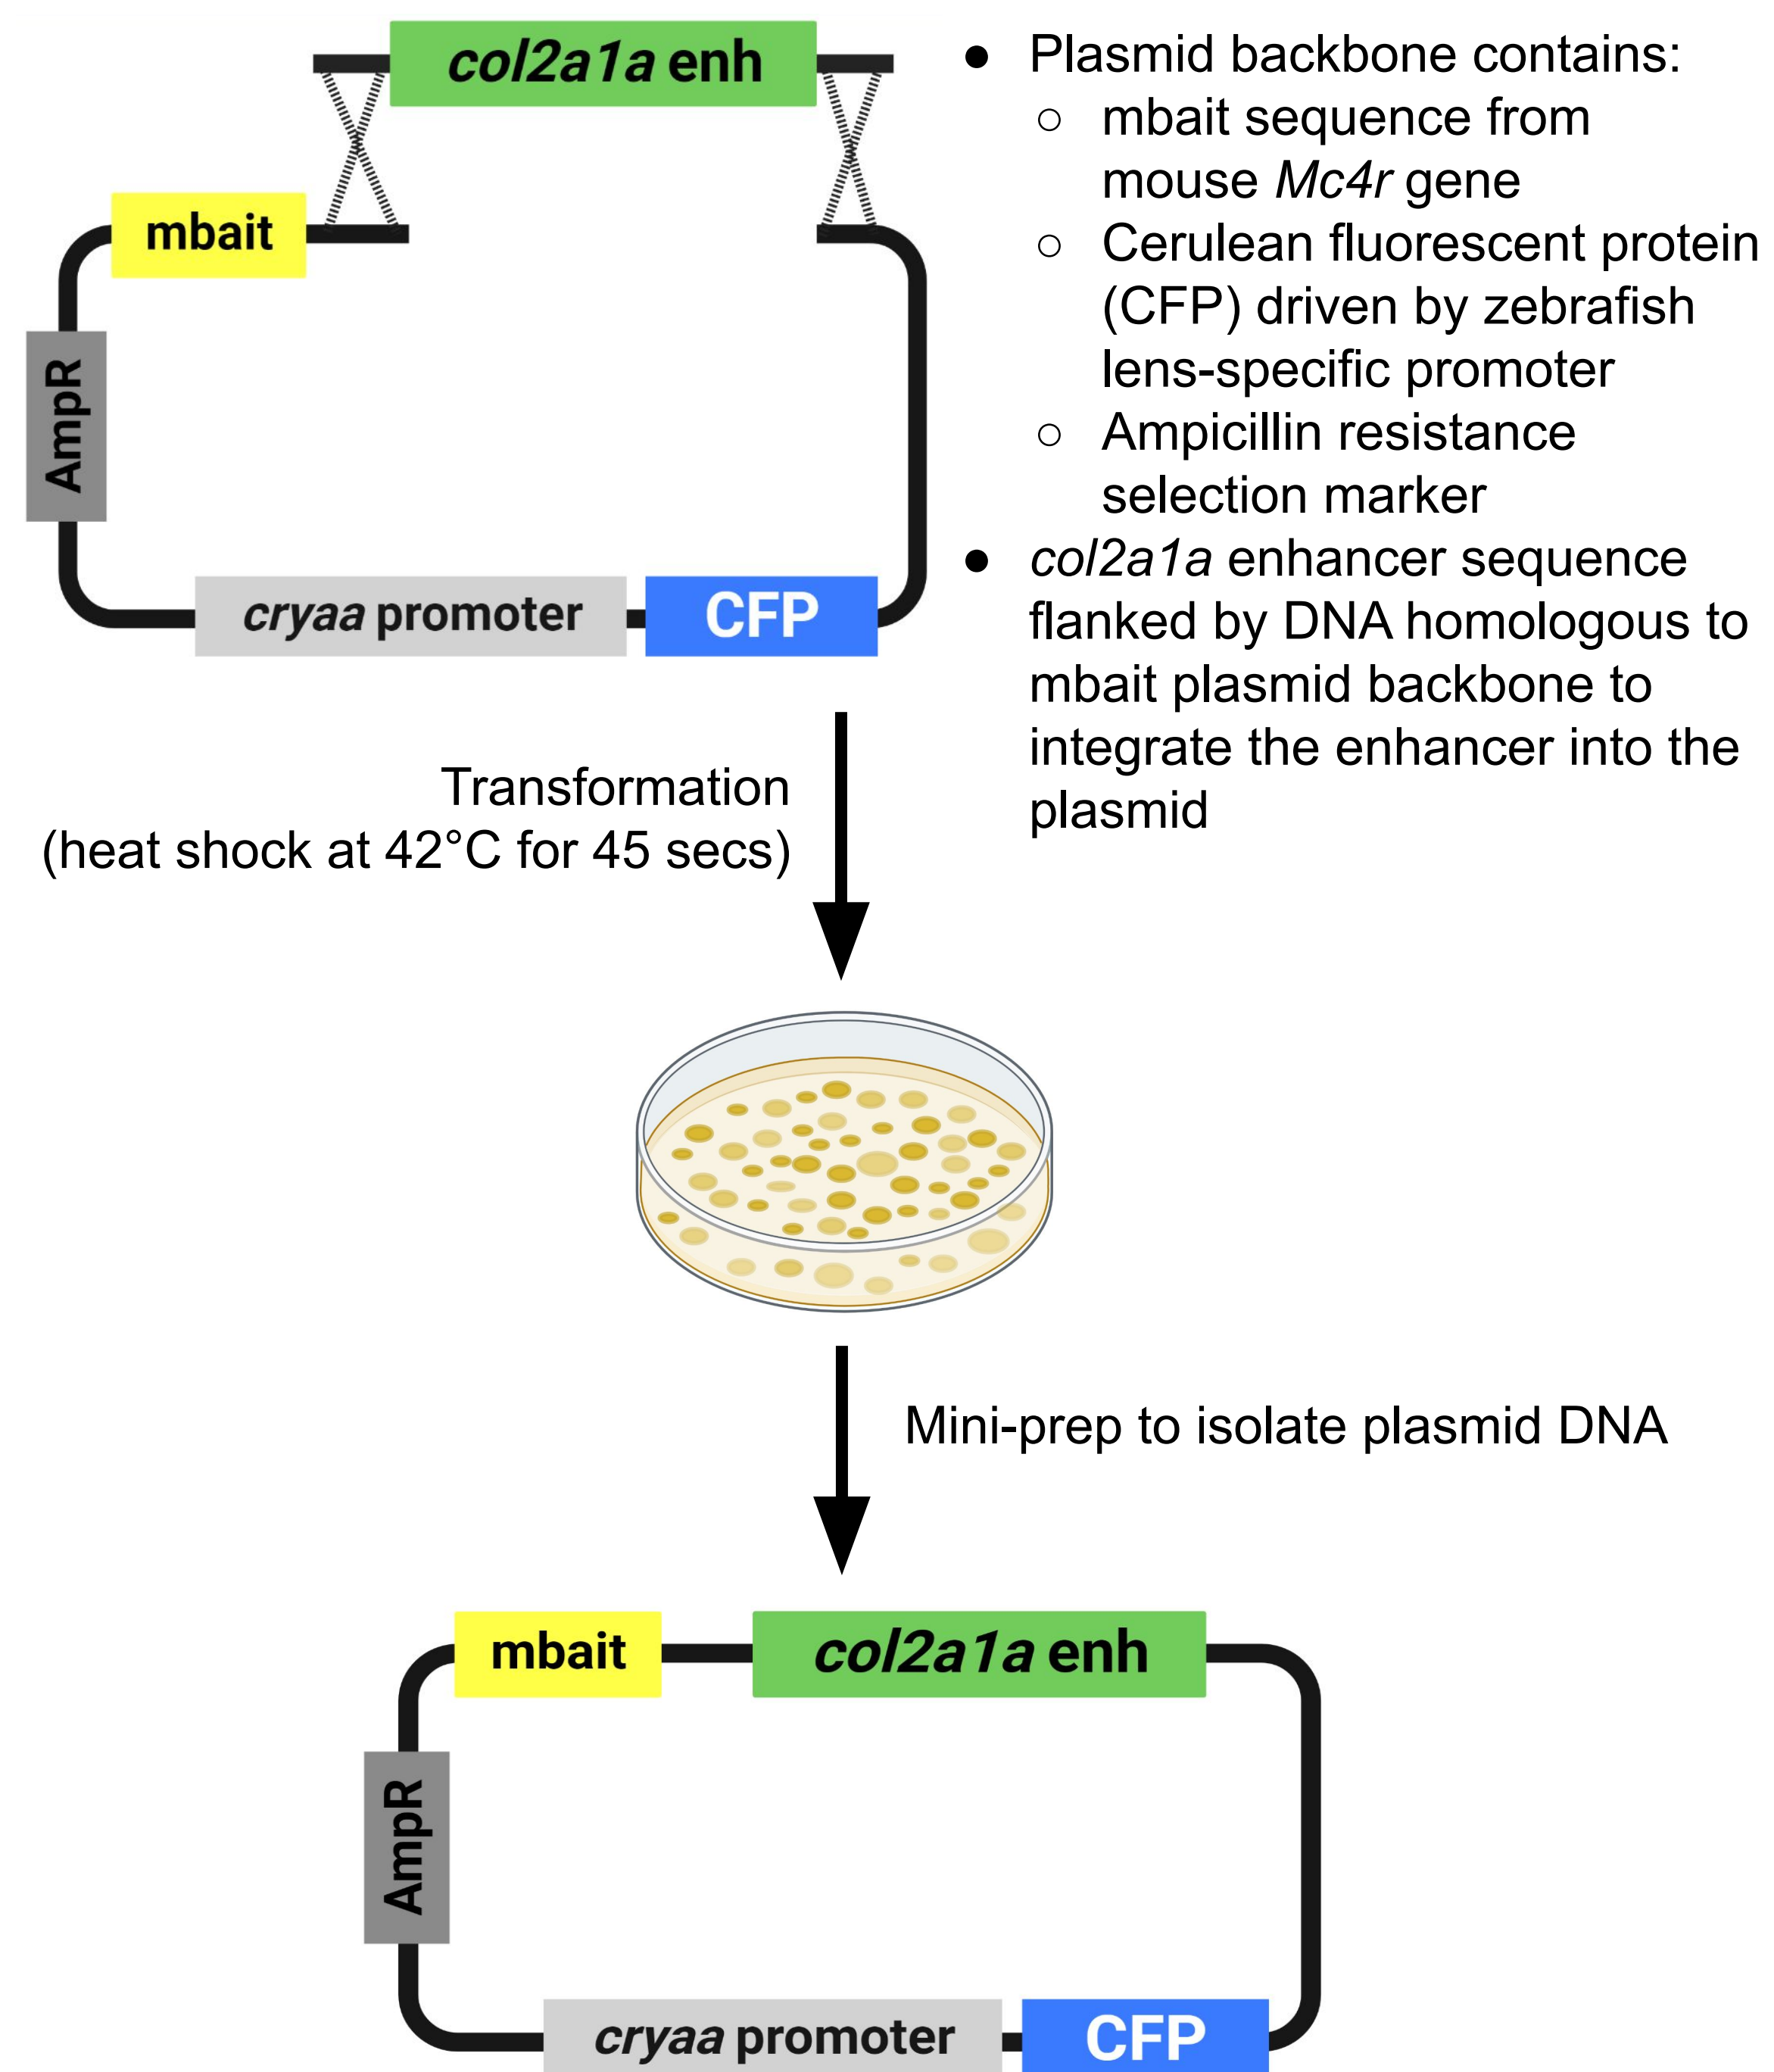 col2a1a enh
mbait
AmpR
cryaa promoter
CFP
● Plasmid backbone contains:
○ mbait sequence from
mouse Mc4r gene
○ Cerulean fluorescent protein
(CFP) driven by zebrafish
lens-specific promoter
○ Ampicillin resistance
selection marker
● col2a1a enhancer sequence
flanked by DNA homologous to
mbait plasmid backbone to
integrate the enhancer into the
plasmid
Transformation
(heat shock at 42°C for 45 secs)
Mini-prep to isolate plasmid DNA
mbait
col2a1a enh
AmpR
cryaa promoter
CFP